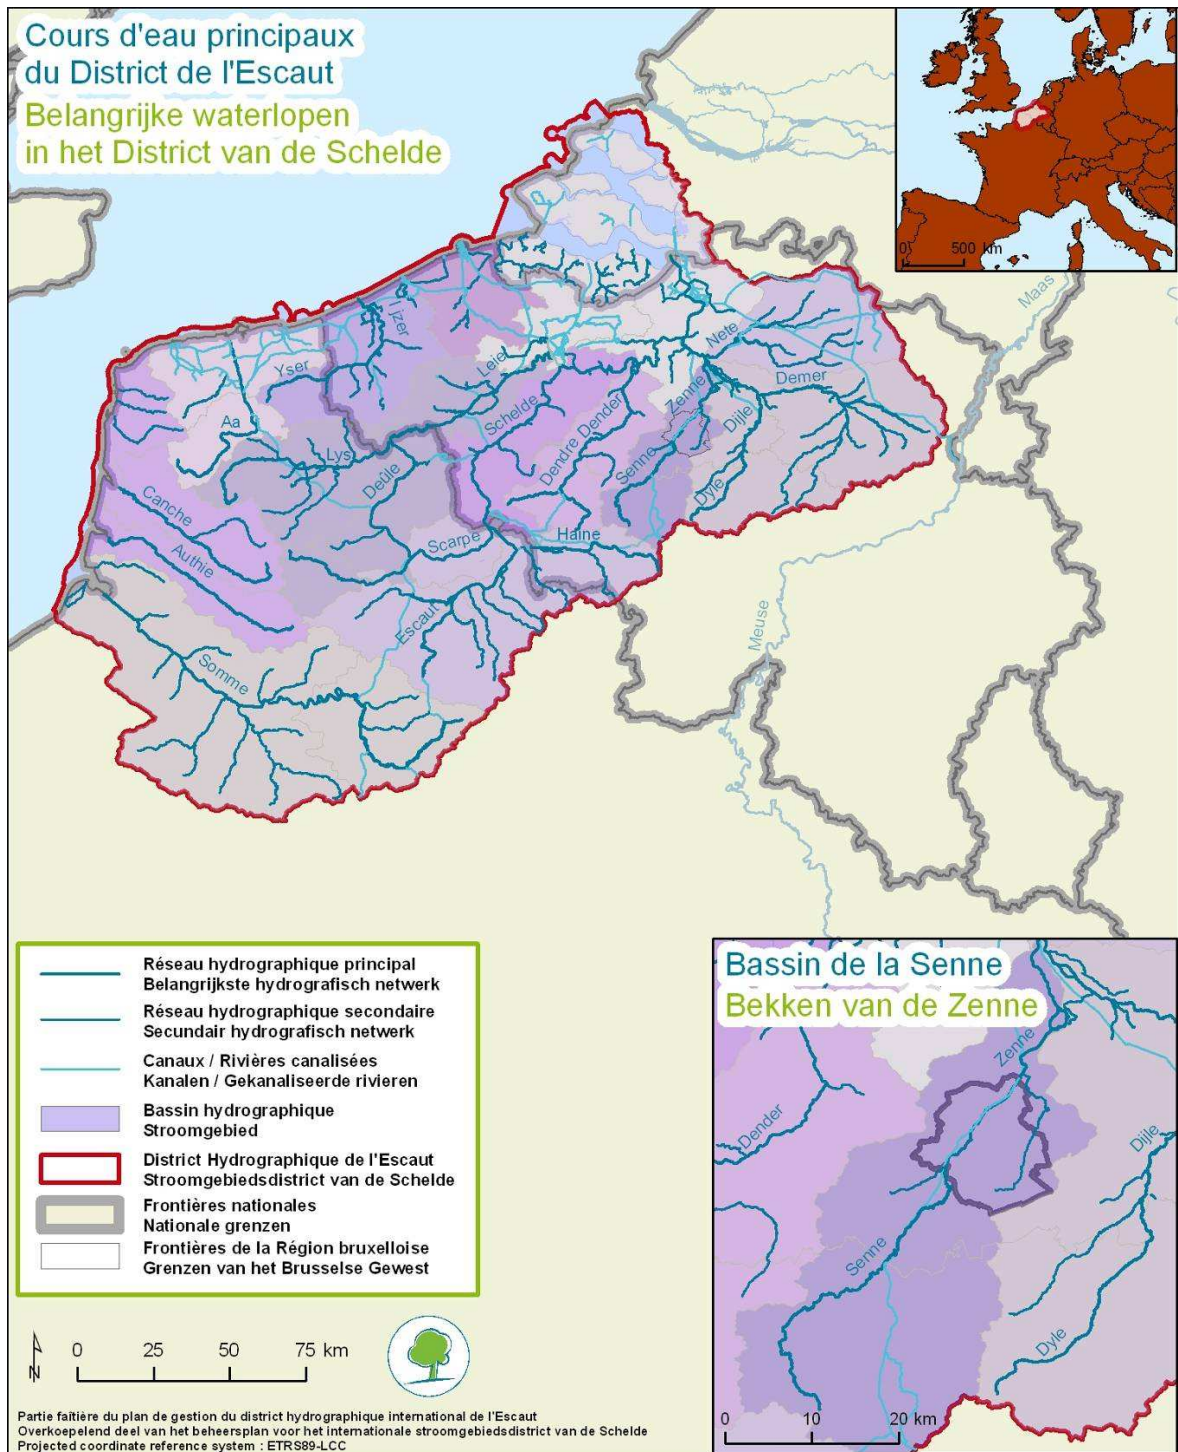 Cours d'eau principaux
du District de l'Escaut
Belangrijke waterlopen
in het District van de Schelde
0 500 km
Maas
Ijzer
Nete
Leie
Yser
Demer
Zenne
Schelde
Dender
Dijle
Aa
Dendre
Lys
Senne
Deûle
Dyle
Canche
Haine
Scarpe
Authie
Escaut
Meuse
Somme
Réseau hydrographique principal
Belangrijkste hydrografisch netwerk
Réseau hydrographique secondaire
Secundair hydrografisch netwerk
Canaux / Rivières canalisées
Kanalen / Gekanaliseerde rivieren
Bassin hydrographique
Stroomgebied
District Hydrographique de l'Escaut
Stroomgebiedsdistrict van de Schelde
Frontières nationales
Nationale grenzen
Frontières de la Région bruxelloise
Grenzen van het Brusselse Gewest
Bassin de la Senne
Bekken van de Zenne
Zenne
Dender
Dijle
Senne
Dyle
0 10 20 km
N
0 25 50 75 km
Partie faîtière du plan de gestion du district hydrographique international de l'Escaut
Overkoepelend deel van het beheersplan voor het internationale stroomgebiedsdistrict van de Schelde
Projected coordinate reference system : ETRS89-LCC